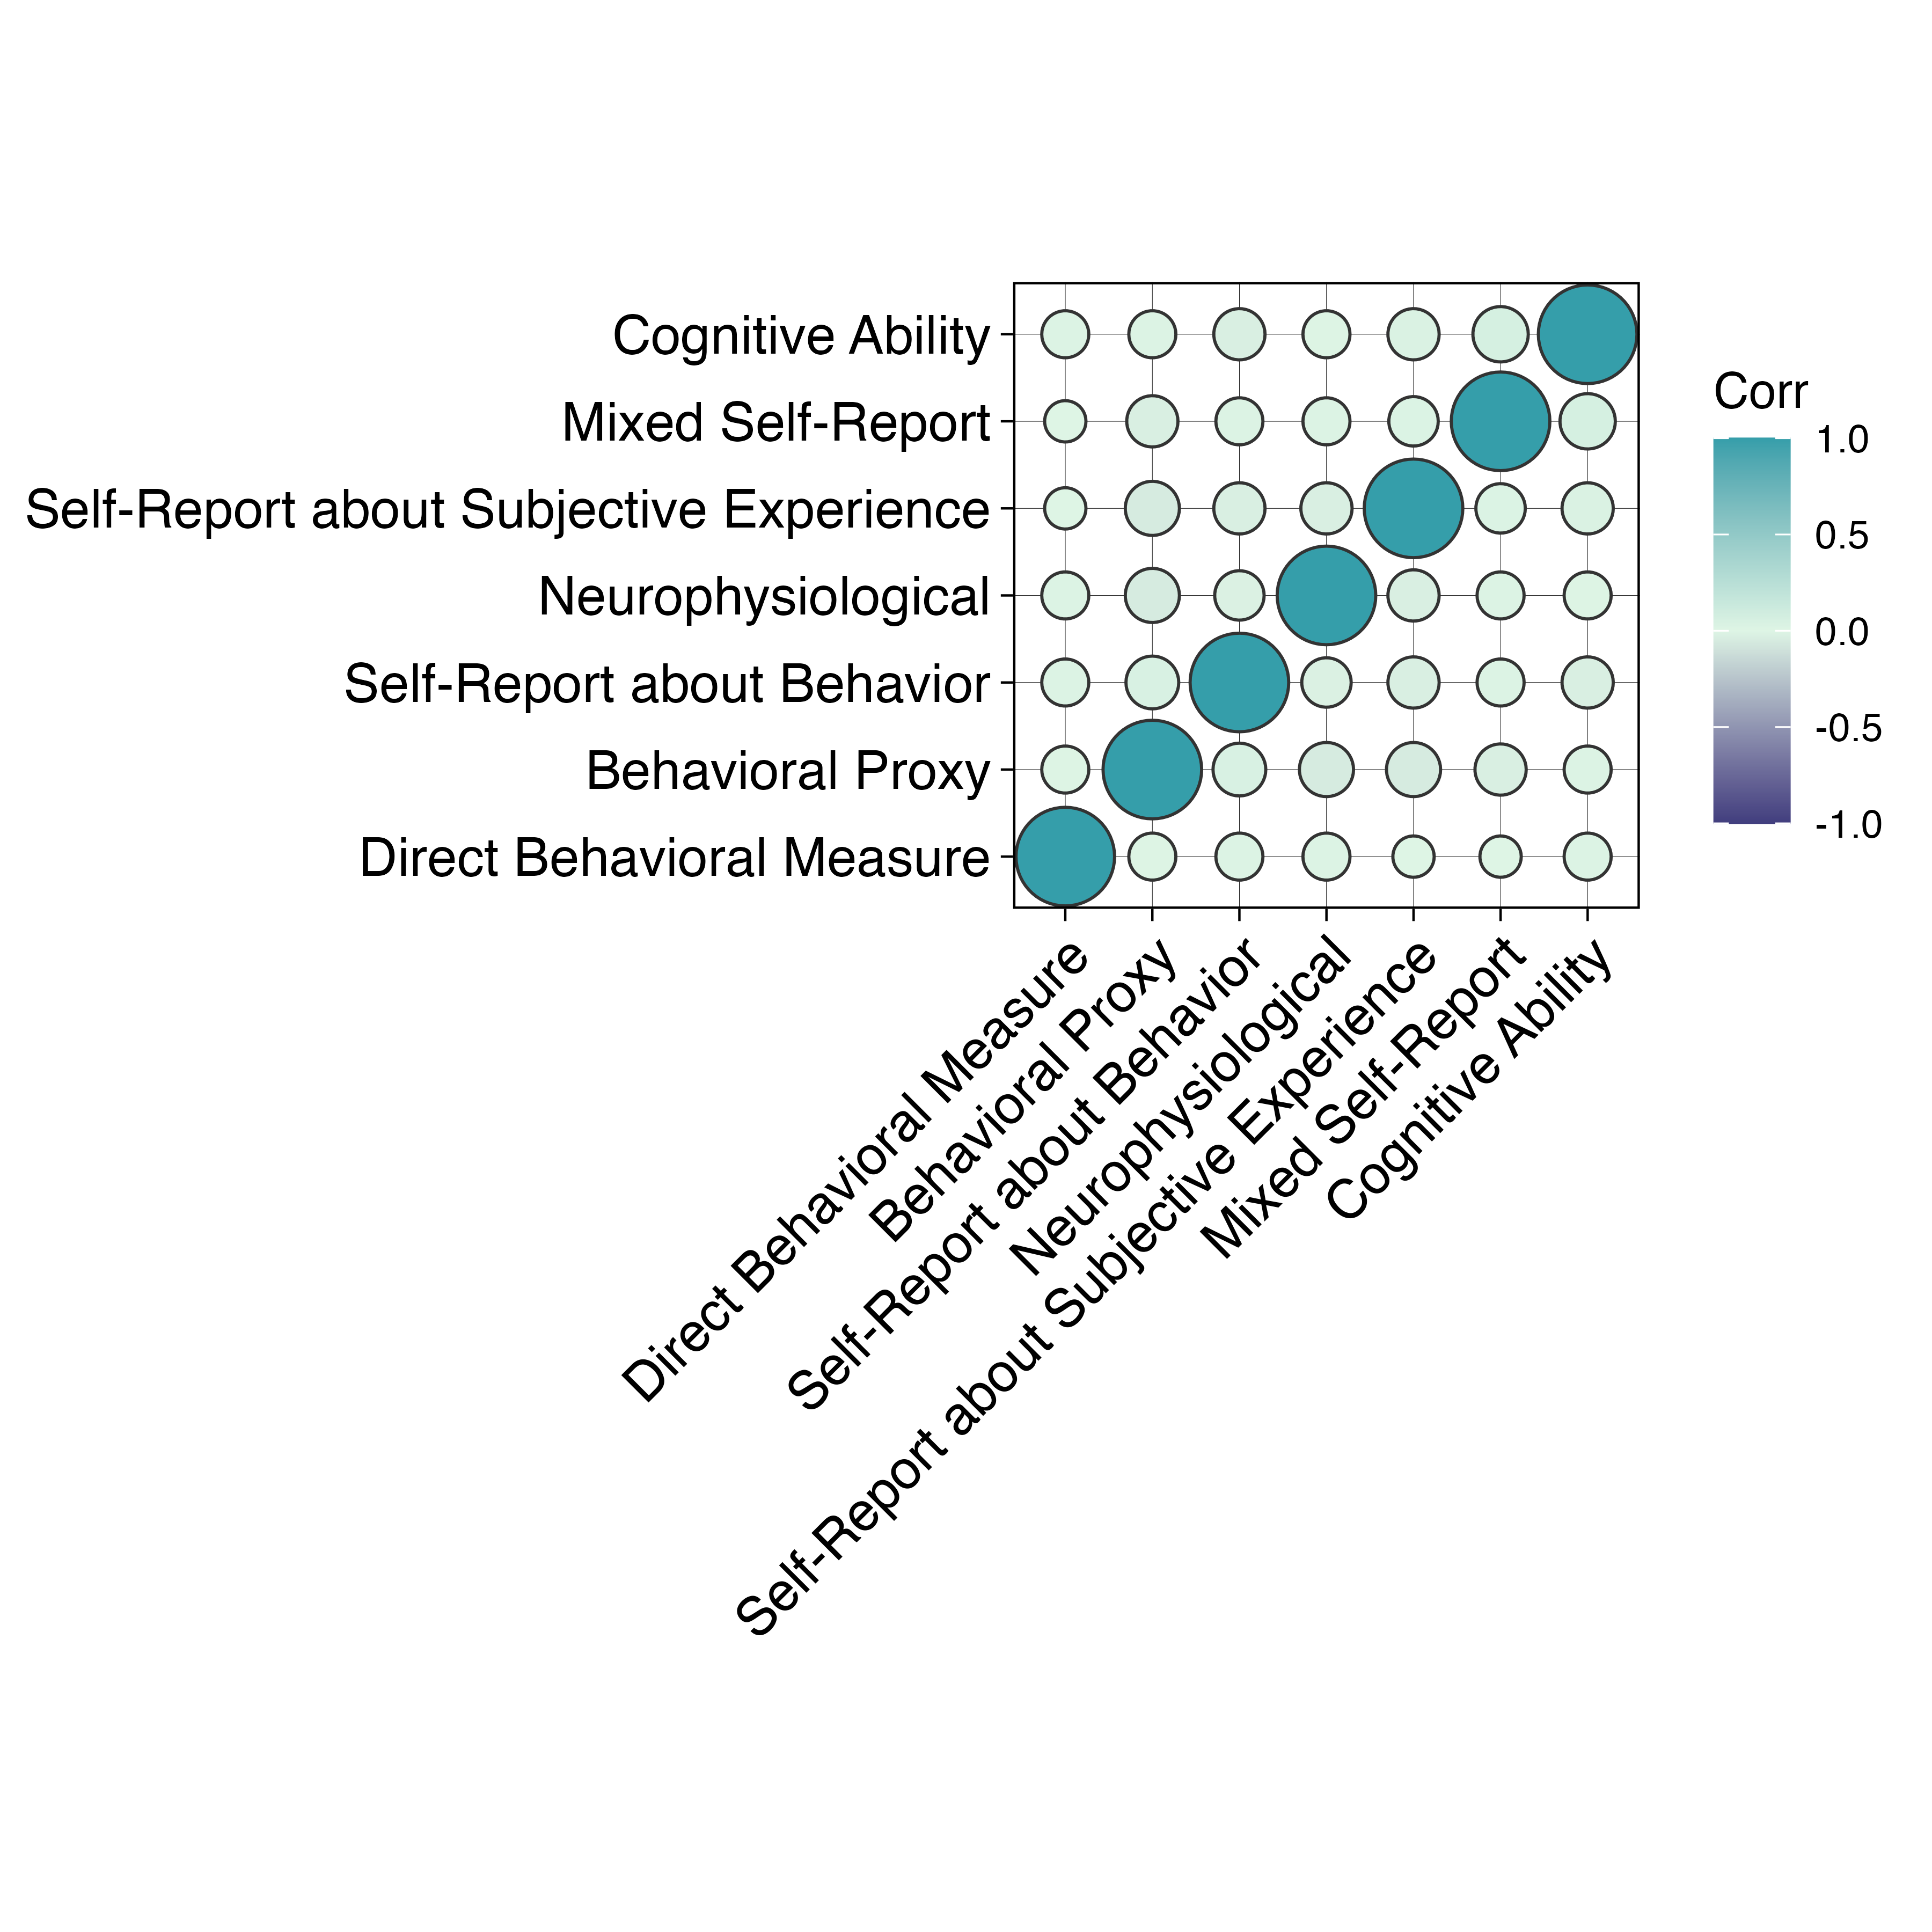 Cognitive Ability
Mixed Self-Report
Self-Report about Subjective Experience
Neurophysiological
Self-Report about Behavior
Behavioral Proxy
Direct Behavioral Measure
Direct Behavioral Measure
Behavioral Proxy
Self-Report about Behavior
Neurophysiological
Self-Report about Subjective Experience
Mixed Self-Report
Cognitive Ability
Corr
1.0
0.5
0.0
-0.5
-1.0